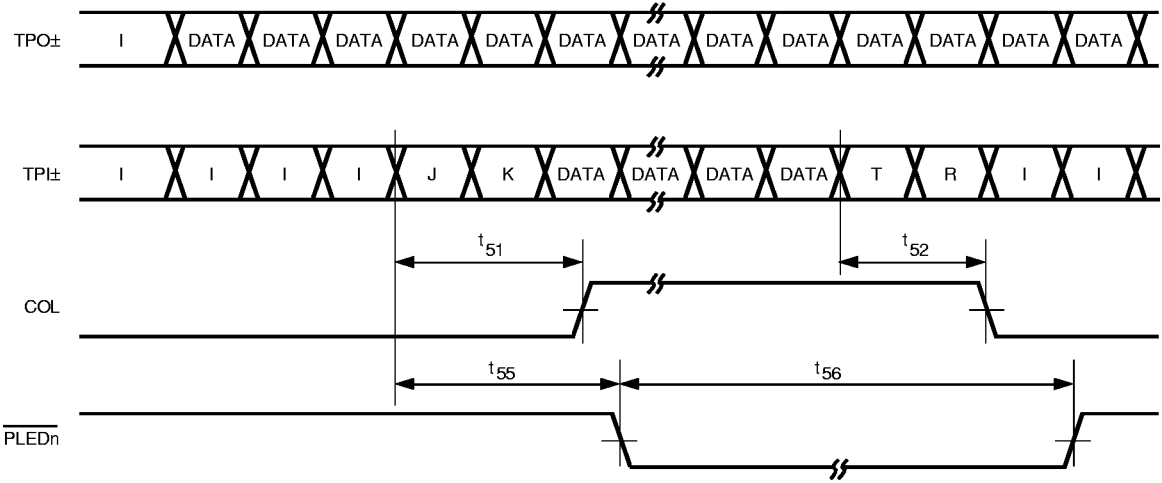 TPO± I DATA DATA DATA DATA DATA DATA DATA DATA DATA DATA DATA DATA DATA
TPI± I I I I J K DATA DATA DATA DATA T R I I
t51 t52
COL
t55 t56
PLEDn